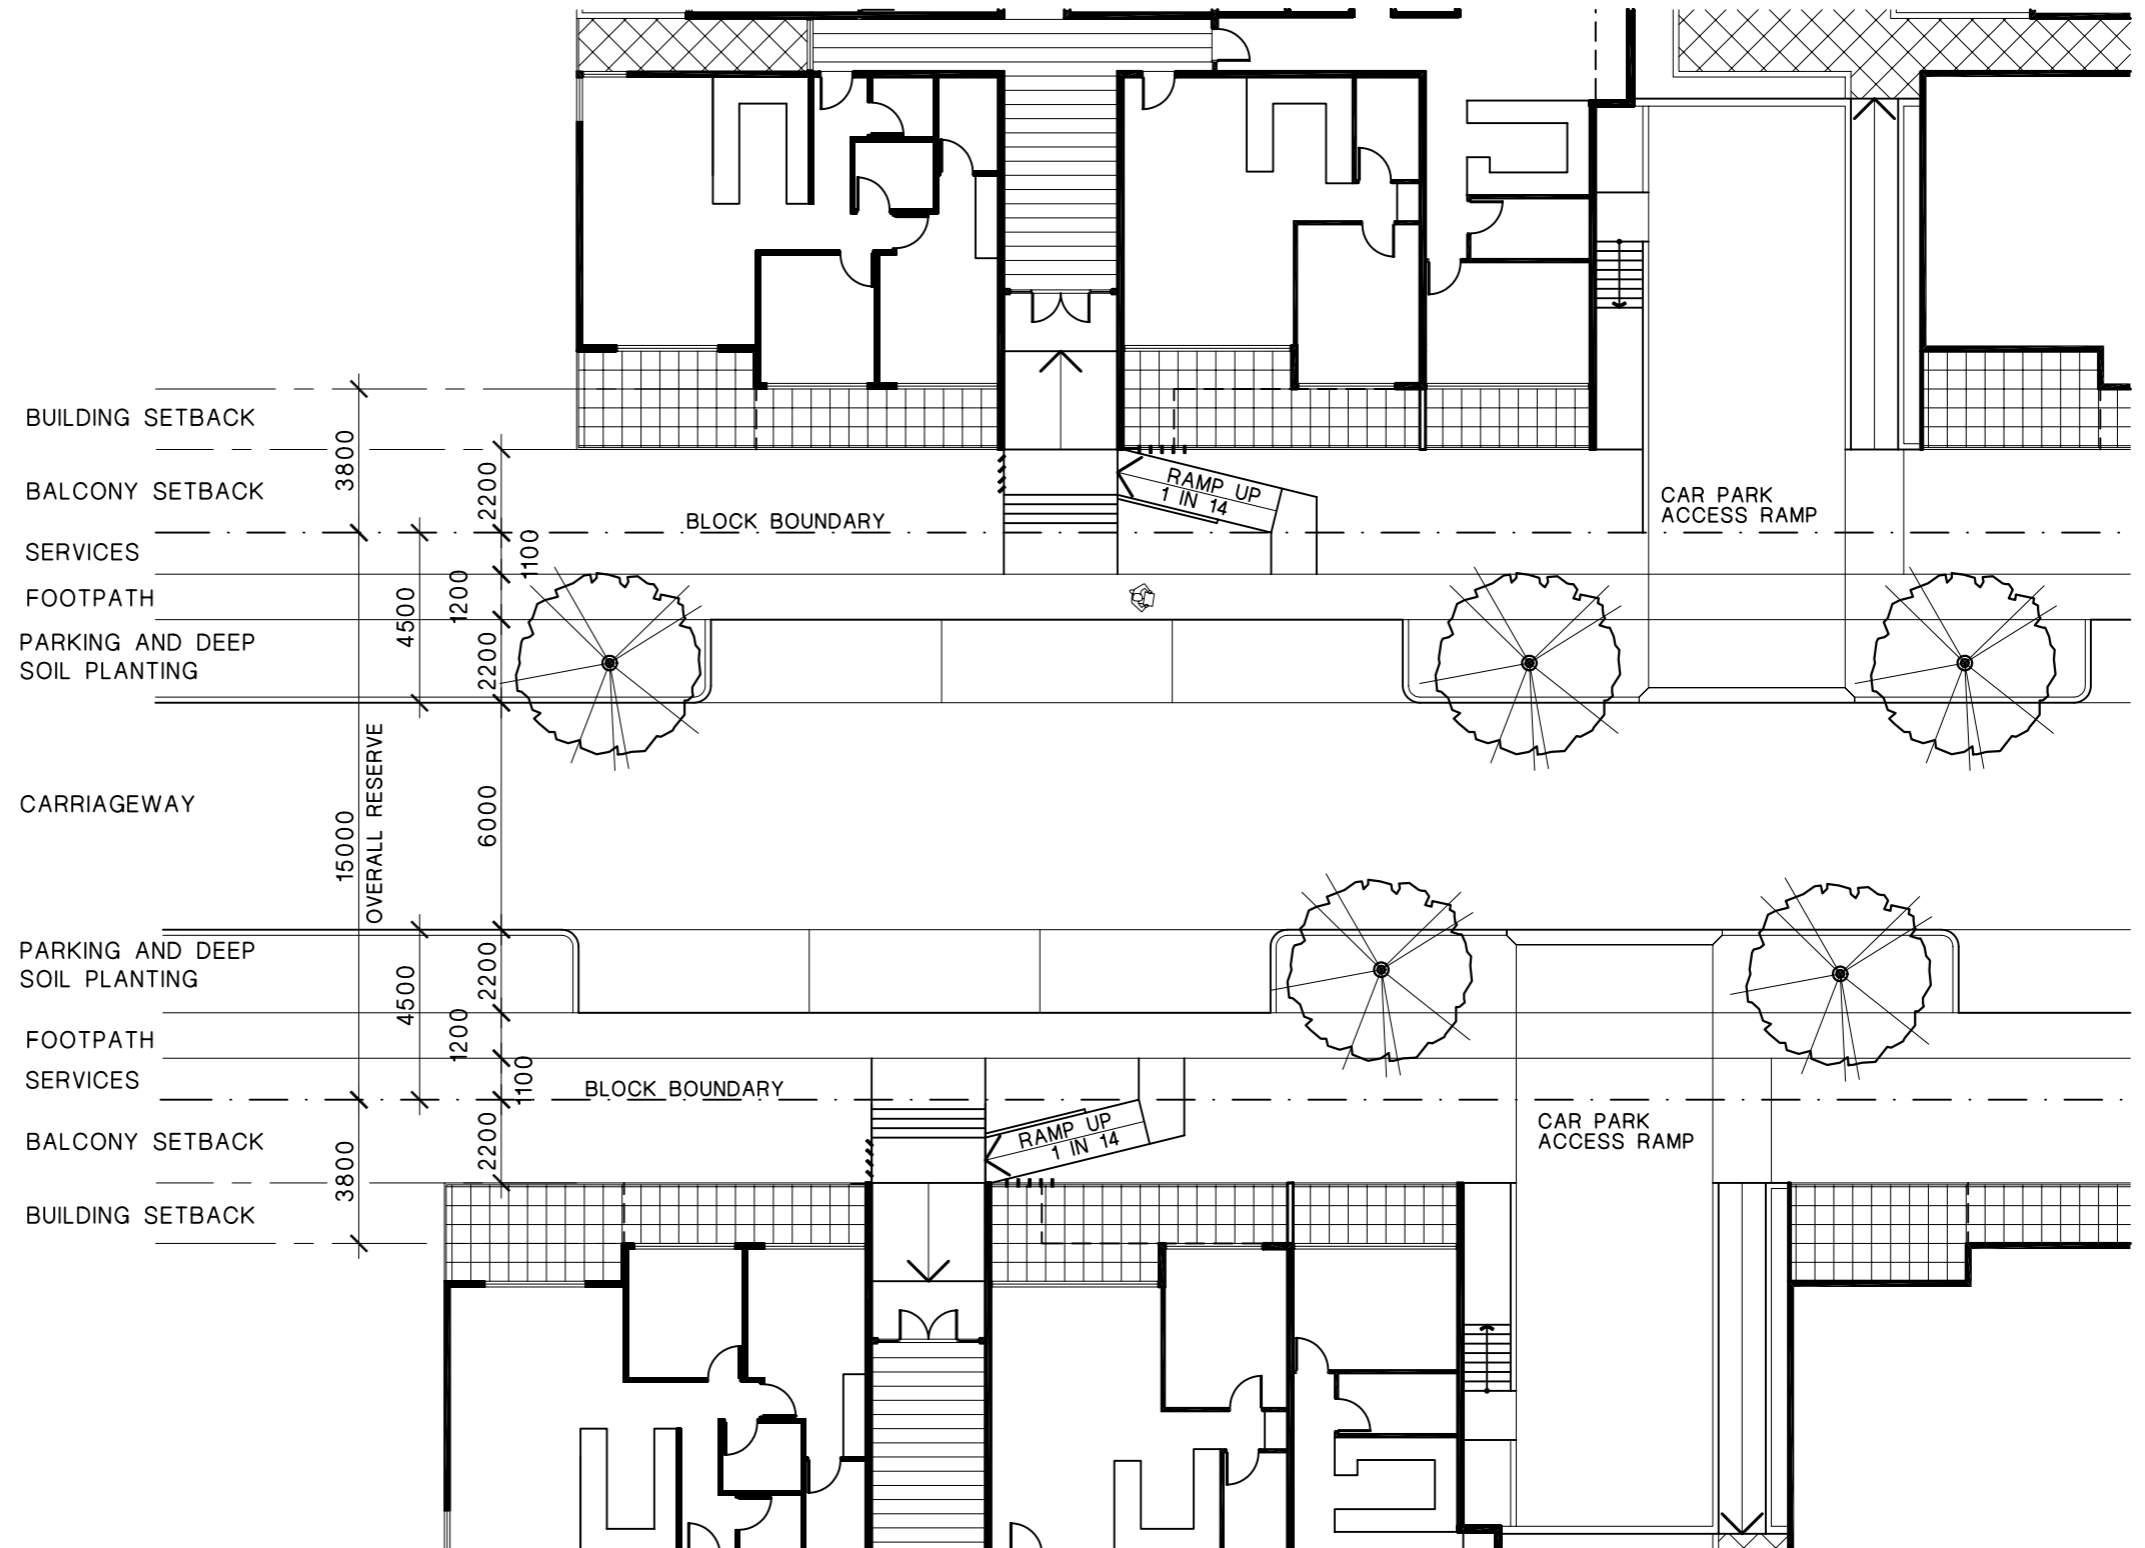 BUILDING SETBACK
3800
BALCONY SETBACK
2200
RAMP UP
1 IN 14
CAR PARK
ACCESS RAMP
BLOCK BOUNDARY
SERVICES
1100
FOOTPATH
1200
4500
PARKING AND DEEP
SOIL PLANTING
2200
CARRIAGEWAY
15000
OVERALL RESERVE
6000
PARKING AND DEEP
SOIL PLANTING
2200
4500
FOOTPATH
1200
SERVICES
1100
BLOCK BOUNDARY
CAR PARK
ACCESS RAMP
BALCONY SETBACK
2200
RAMP UP
1 IN 14
3800
BUILDING SETBACK